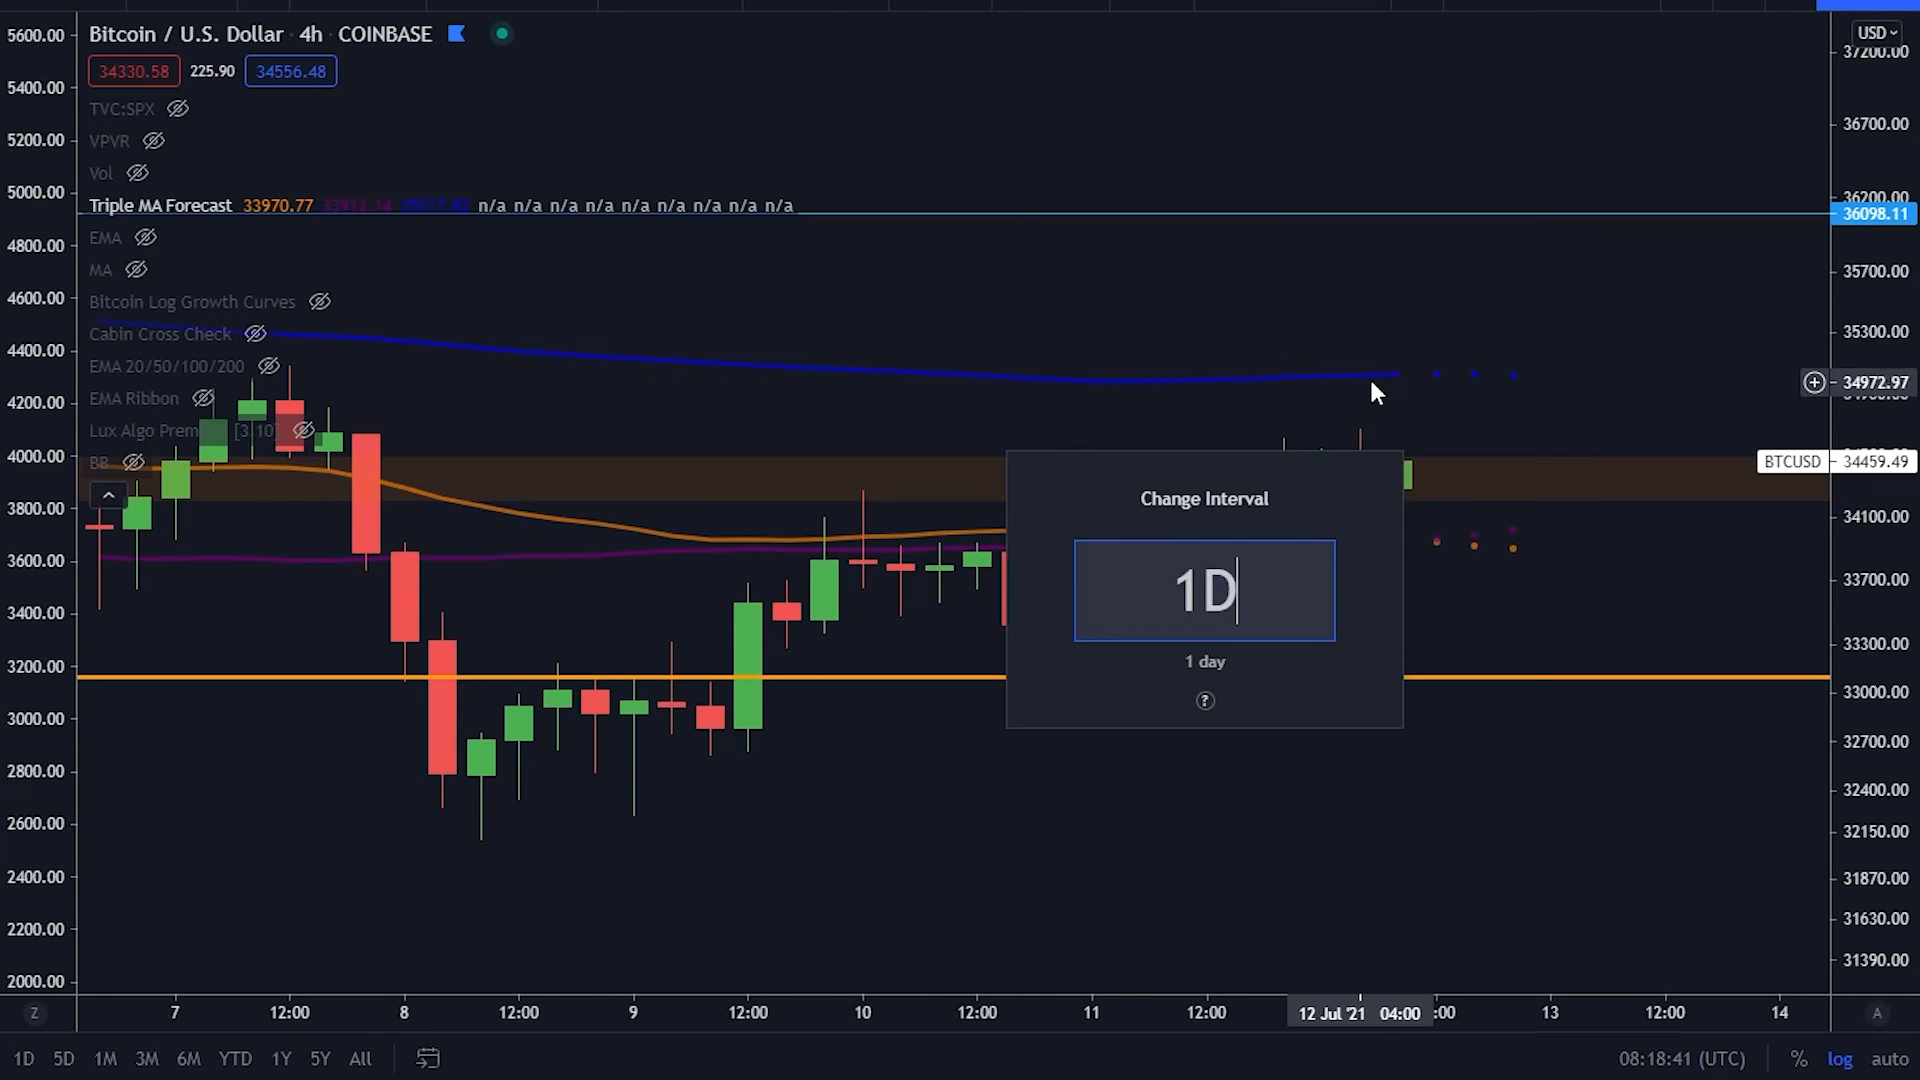 Bitcoin / U.S. Dollar · 4h · COINBASE
34330.58 225.90 34556.48
TVC:SPX
VPVR
Vol
Triple MA Forecast 33970.77 n/a n/a n/a n/a n/a n/a n/a n/a n/a
EMA
MA
Bitcoin Log Growth Curves
Cabin Cross Check
EMA 20/50/100/200
EMA Ribbon
Lux Algo Prem [3,10]
BB
5600.00
5400.00
5200.00
5000.00
4800.00
4600.00
4400.00
4200.00
4000.00
3800.00
3600.00
3400.00
3200.00
3000.00
2800.00
2600.00
2400.00
2200.00
2000.00
Change Interval
1D
1 day
?
USD
37200.00
36700.00
36200.00
36098.11
35700.00
35300.00
34972.97
BTCUSD 34459.49
34100.00
33700.00
33300.00
33000.00
32700.00
32400.00
32150.00
31870.00
31630.00
31390.00
Z 7 12:00 8 12:00 9 12:00 10 12:00 11 12:00 12 Jul '21 04:00 :00 13 12:00 14 A
1D 5D 1M 3M 6M YTD 1Y 5Y All 08:18:41 (UTC) % log auto